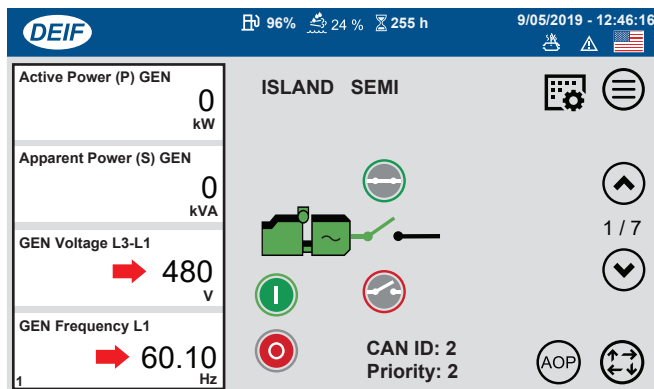 DEIF
96% 24 % 255 h
9/05/2019 - 12:46:16
Active Power (P) GEN
0
kW
ISLAND SEMI
Apparent Power (S) GEN
0
kVA
1 / 7
GEN Voltage L3-L1
480
V
GEN Frequency L1
60.10
Hz
1
CAN ID: 2
Priority: 2
AOP